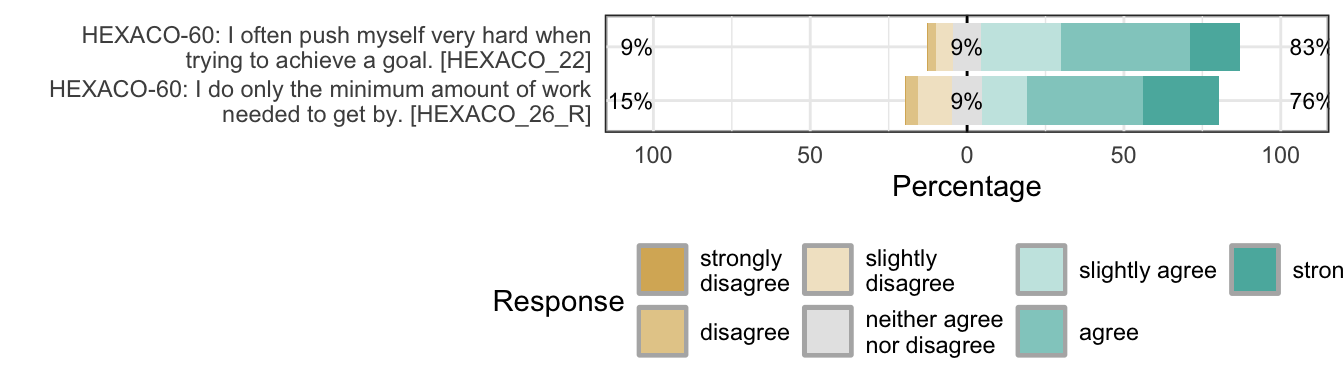 HEXACO-60: I often push myself very hard when
trying to achieve a goal. [HEXACO_22]
9%
9%
83%
HEXACO-60: I do only the minimum amount of work
needed to get by. [HEXACO_26_R]
15%
9%
76%
100
50
0
50
100
Percentage
Response
strongly
disagree
slightly
disagree
slightly agree
stron
disagree
neither agree
nor disagree
agree